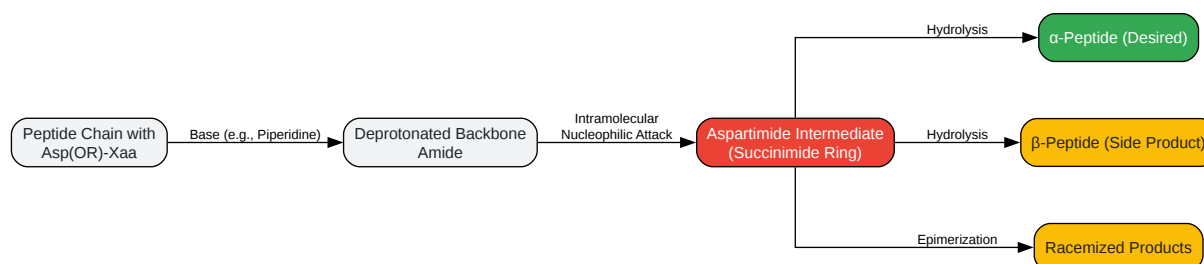 Peptide Chain with
Asp(OR)-Xaa
Base (e.g., Piperidine)
Deprotonated Backbone
Amide
Intramolecular
Nucleophilic Attack
Aspartimide Intermediate
(Succinimide Ring)
Hydrolysis
α-Peptide (Desired)
Hydrolysis
β-Peptide (Side Product)
Epimerization
Racemized Products